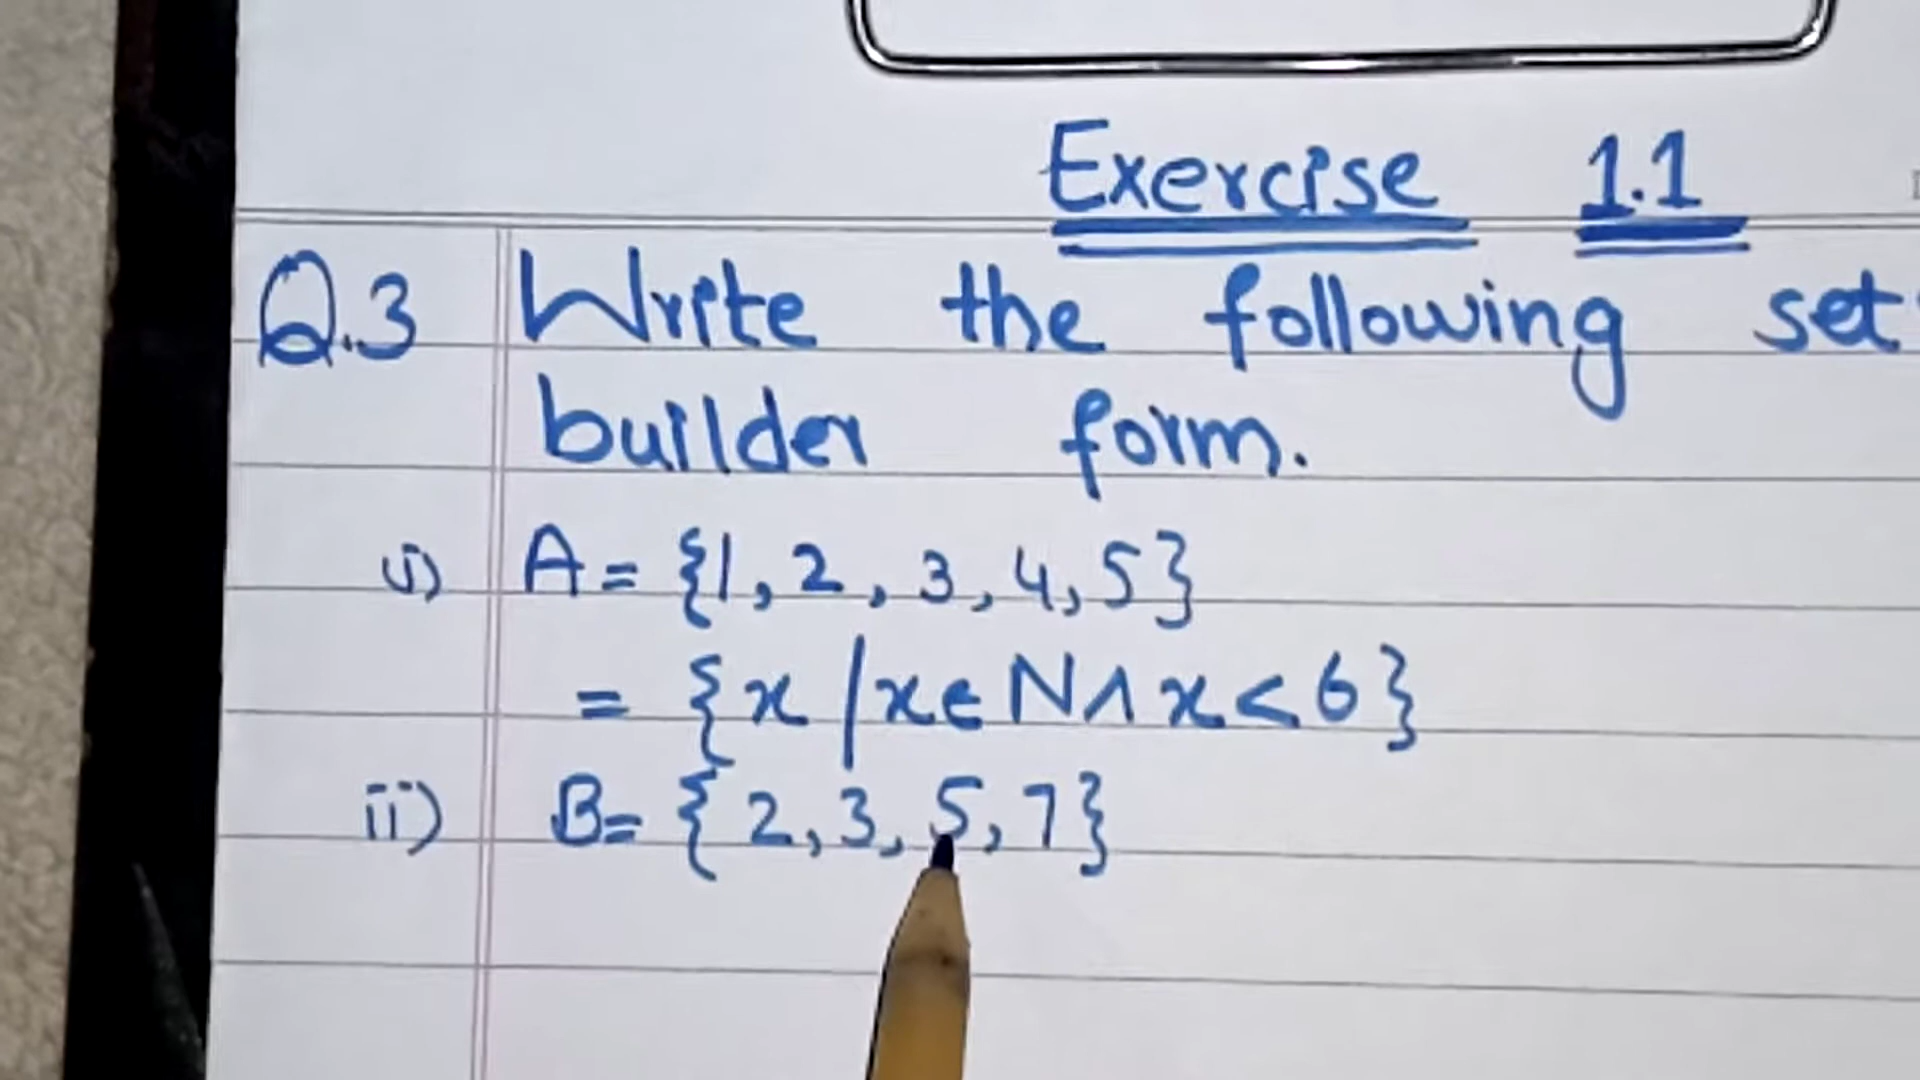 Exercise 1.1
Q.3 Write the following set
builder form.
i) A = {1, 2, 3, 4, 5}
= {x / x ∈ N ∧ x < 6}
ii) B = {2, 3, 5, 7}